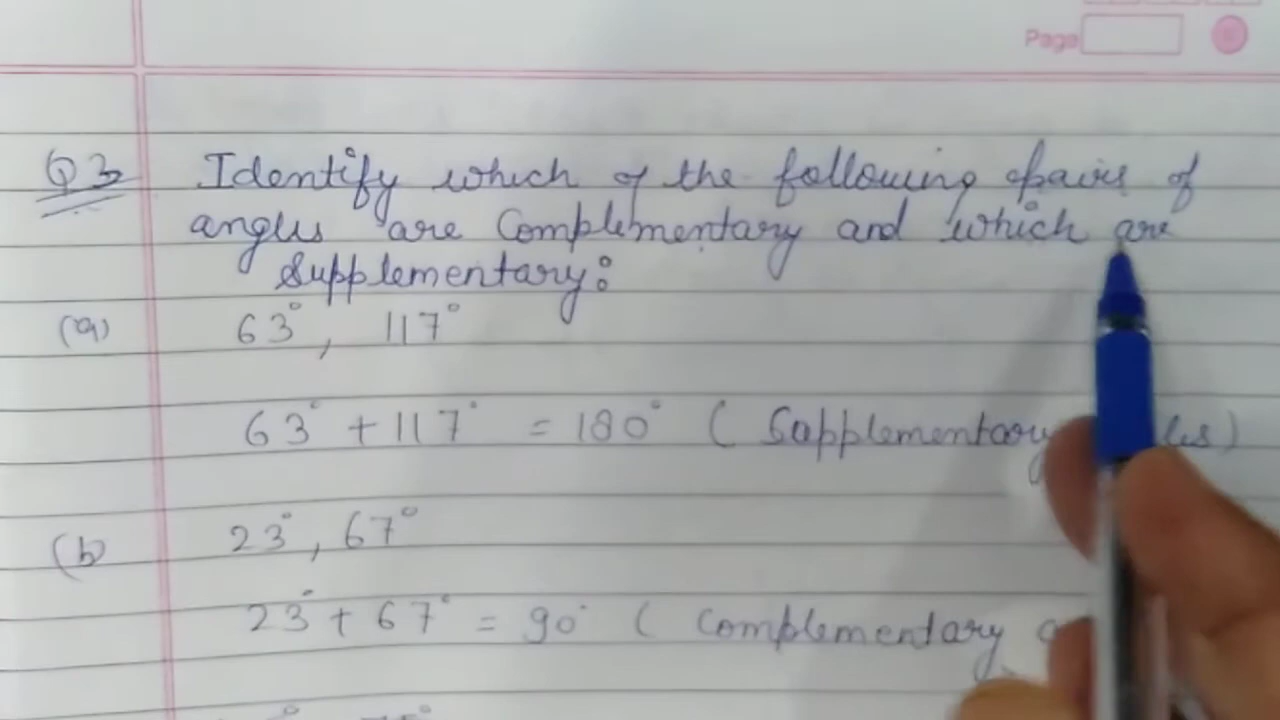 Page
Q3 Identify which of the following pairs of
angles are Complementary and which are
Supplementary:
(a) 63°, 117°
63° + 117° = 180° ( Supplementary
(b) 23°, 67°
23° + 67° = 90° ( Complementary